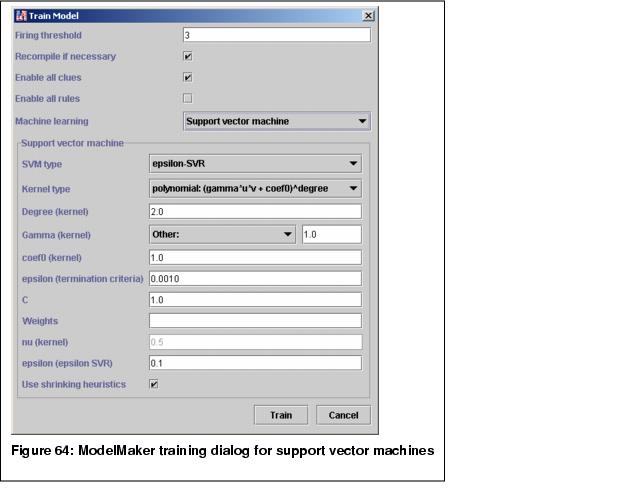 Train Model
Firing threshold 3
Recompile if necessary
Enable all clues
Enable all rules
Machine learning Support vector machine
Support vector machine
SVM type epsilon-SVR
Kernel type polynomial: (gamma*u'v + coef0)^degree
Degree (kernel) 2.0
Gamma (kernel) Other: 1.0
coef0 (kernel) 1.0
epsilon (termination criteria) 0.0010
C 1.0
Weights
nu (kernel) 0.5
epsilon (epsilon SVR) 0.1
Use shrinking heuristics
Train Cancel
Figure 64: ModelMaker training dialog for support vector machines